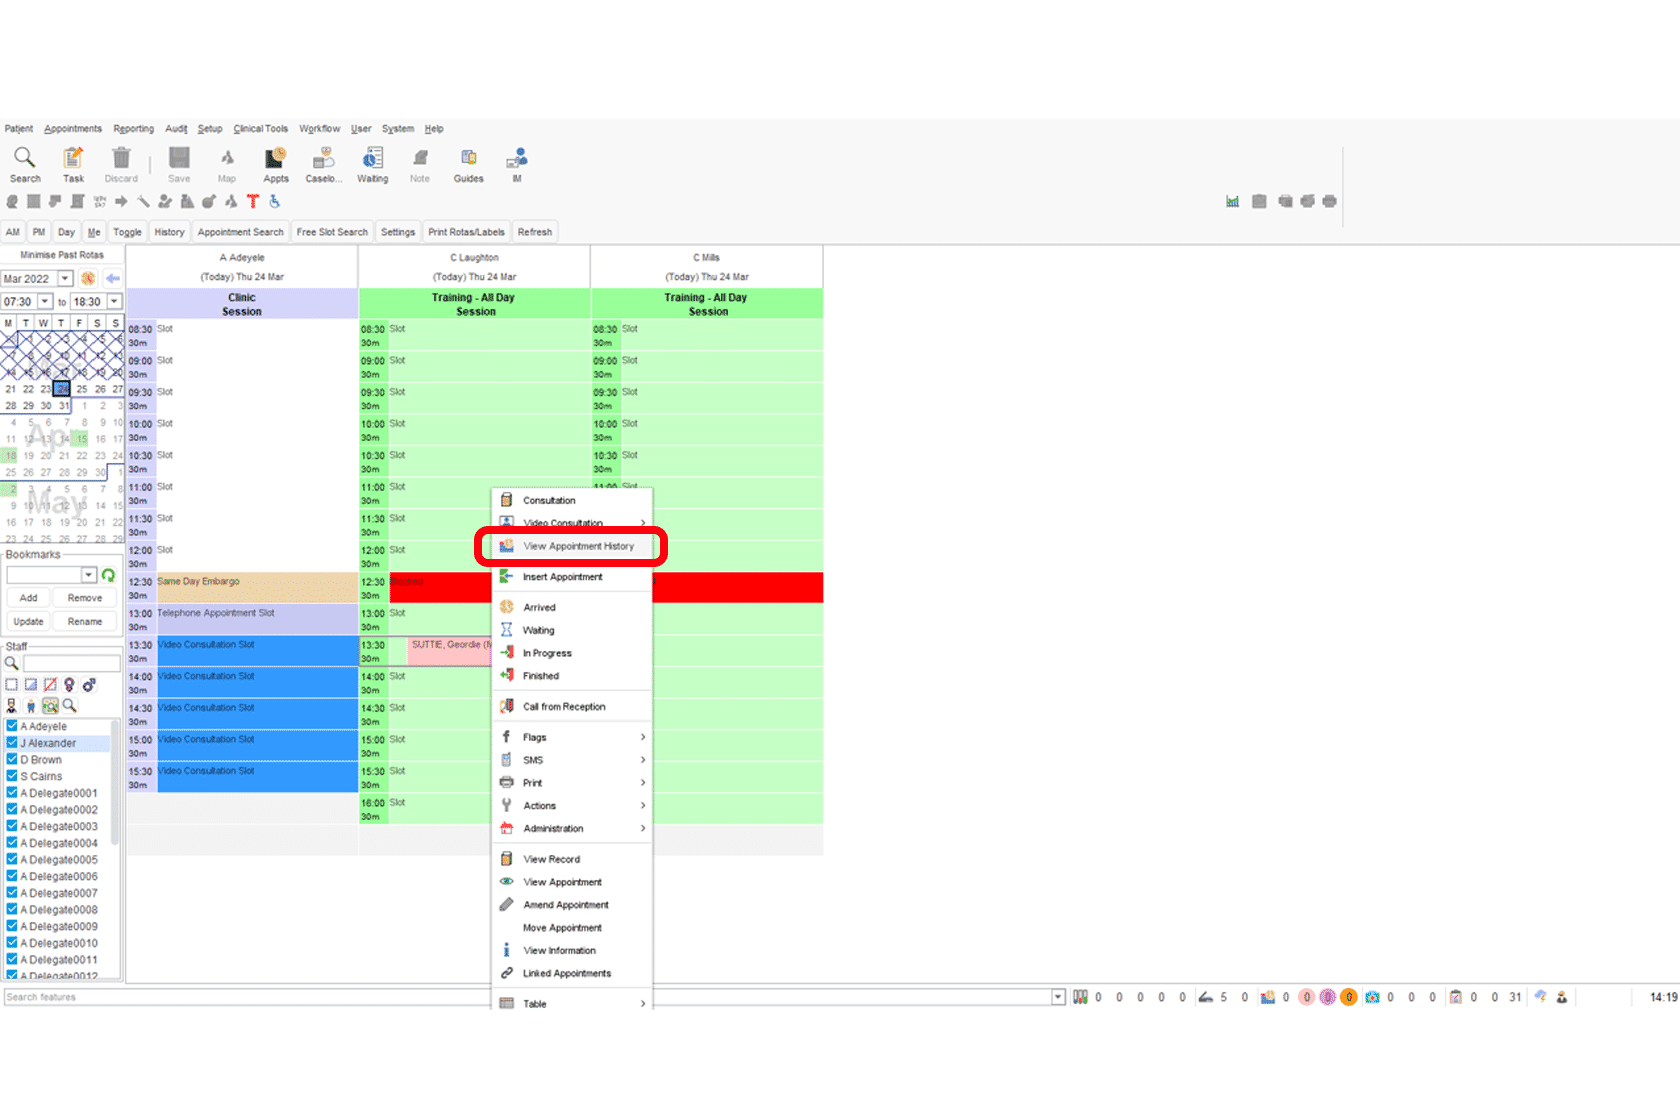 Patient Appointments Reporting Audit Setup Clinical Tools Workflow User System Help
Search Task Discard Save Map Appts Caselo... Waiting Note Guides IM
AM PM Day Me Toggle History Appointment Search Free Slot Search Settings Print Rotas/Labels Refresh
Minimise Past Rotas
Mar 2022
07:30 to 18:30
M T W T F S S
21 22 23 24 25 26 27
28 29 30 31 1 2 3
4 5 6 7 8 9 10
11 12 13 14 15 16 17
18 19 20 21 22 23 24
25 26 27 28 29 30 1
2 3 4 5 6 7 8
9 10 11 12 13 14 15
16 17 18 19 20 21 22
23 24 25 26 27 28 29
Apr
May
Bookmarks
Add Remove
Update Rename
Staff
A Adeyele
J Alexander
D Brown
S Cairns
A Delegate0001
A Delegate0002
A Delegate0003
A Delegate0004
A Delegate0005
A Delegate0006
A Delegate0007
A Delegate0008
A Delegate0009
A Delegate0010
A Delegate0011
A Delegate0012
A Adeyele
(Today) Thu 24 Mar
Clinic
Session
08:30 Slot
30m
09:00 Slot
30m
09:30 Slot
30m
10:00 Slot
30m
10:30 Slot
30m
11:00 Slot
30m
11:30 Slot
30m
12:00 Slot
30m
12:30 Same Day Embargo
30m
13:00 Telephone Appointment Slot
30m
13:30 Video Consultation Slot
30m
14:00 Video Consultation Slot
30m
14:30 Video Consultation Slot
30m
15:00 Video Consultation Slot
30m
15:30 Video Consultation Slot
30m
C Laughton
(Today) Thu 24 Mar
Training - All Day
Session
08:30 Slot
30m
09:00 Slot
30m
09:30 Slot
30m
10:00 Slot
30m
10:30 Slot
30m
11:00 Slot
30m
11:30 Slot
30m
12:00 Slot
30m
12:30 Blocked
30m
13:00 Slot
30m
13:30 SUTTIE, Geordie (M
30m
14:00 Slot
30m
14:30 Slot
30m
15:00 Slot
30m
15:30 Slot
30m
16:00 Slot
30m
C Mills
(Today) Thu 24 Mar
Training - All Day
Session
08:30 Slot
30m
09:00 Slot
30m
09:30 Slot
30m
10:00 Slot
30m
10:30 Slot
30m
11:00 Slot
Consultation
Video Consultation
View Appointment History
Insert Appointment
Arrived
Waiting
In Progress
Finished
Call from Reception
Flags
SMS
Print
Actions
Administration
View Record
View Appointment
Amend Appointment
Move Appointment
View Information
Linked Appointments
Table
Search features
0 0 0 0 0 5 0 0 0 0 0 0 0 0 0 0 31 14:19